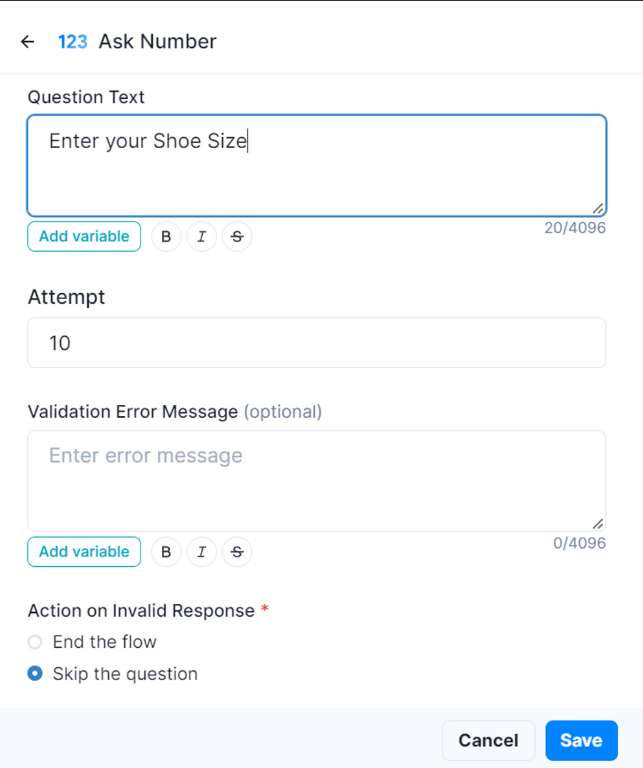 123 Ask Number
Question Text
Enter your Shoe Size
Add variable B I S 20/4096
Attempt
10
Validation Error Message (optional)
Enter error message
Add variable B I S 0/4096
Action on Invalid Response *
End the flow
Skip the question
Cancel Save